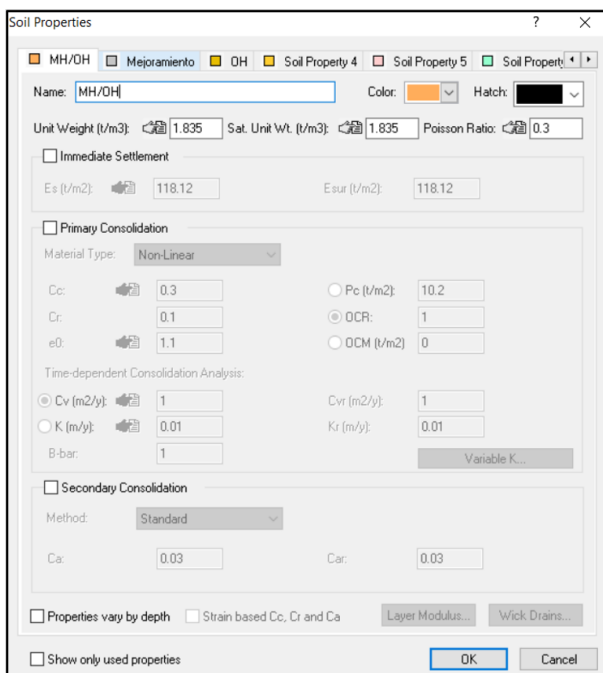 Soil Properties
MH/OH Mejoramiento OH Soil Property 4 Soil Property 5 Soil Propert
Name: MH/OH Color: Hatch:
Unit Weight (t/m3): 1.835 Sat. Unit Wt. (t/m3): 1.835 Poisson Ratio: 0.3
Immediate Settlement
Es (t/m2): 118.12 Esur (t/m2): 118.12
Primary Consolidation
Material Type: Non-Linear
Cc: 0.3 Pc (t/m2): 10.2
Cr: 0.1 OCR: 1
e0: 1.1 OCM (t/m2) 0
Time-dependent Consolidation Analysis:
Cv (m2/y): 1 Cvr (m2/y): 1
K (m/y): 0.01 Kr (m/y): 0.01
B-bar: 1 Variable K...
Secondary Consolidation
Method: Standard
Ca: 0.03 Car: 0.03
Properties vary by depth Strain based Cc, Cr and Ca Layer Modulus... Wick Drains...
Show only used properties OK Cancel